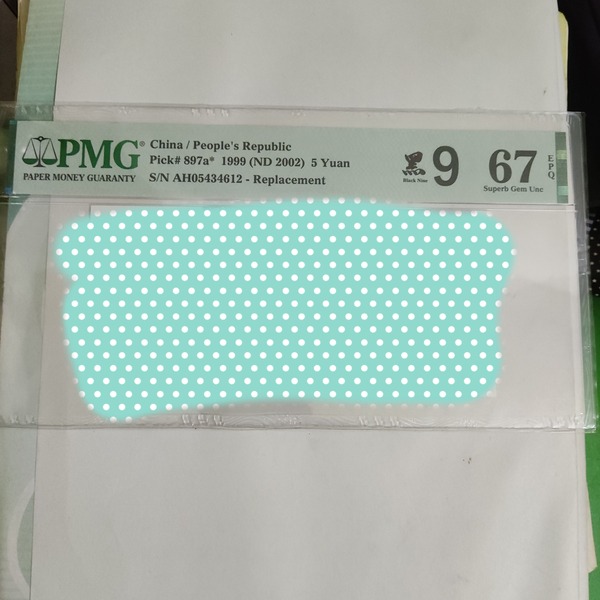 PMG®
PAPER MONEY GUARANTY
China / People's Republic
Pick# 897a* 1999 (ND 2002) 5 Yuan
S/N AH05434612 - Replacement
Black Nine
9
67
Superb Gem Unc
EPQ